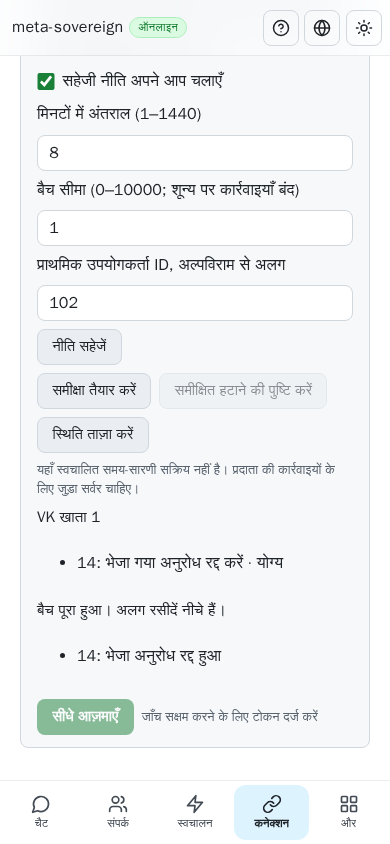 meta-sovereign ऑनलाइन
सहेजी नीति अपने आप चलाएँ
मिनटों में अंतराल (1–1440)
8
बैच सीमा (0–10000; शून्य पर कार्रवाइयाँ बंद)
1
प्राथमिक उपयोगकर्ता ID, अल्पविराम से अलग
102
नीति सहेजें
समीक्षा तैयार करें समीक्षित हटाने की पुष्टि करें
स्थिति ताज़ा करें
यहाँ स्वचालित समय-सारणी सक्रिय नहीं है। प्रदाता की कार्रवाइयों के
लिए जुड़ा सर्वर चाहिए।
VK खाता 1
• 14: भेजा गया अनुरोध रद्द करें · योग्य
बैच पूरा हुआ। अलग रसीदें नीचे हैं।
• 14: भेजा अनुरोध रद्द हुआ
सीधे आज़माएँ जाँच सक्षम करने के लिए टोकन दर्ज करें
चैट संपर्क स्वचालन कनेक्शन और